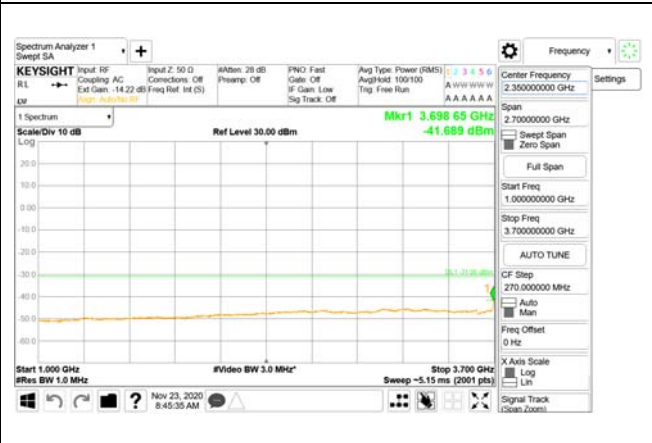 Spectrum Analyzer 1
Swept SA
Frequency
KEYSIGHT
Input: RF
Input Z: 50 Ω
#Atten: 28 dB
PNO: Fast
Avg Type: Power (RMS)
1 2 3 4 5 6
R L
Coupling: AC
Corrections: Off
Preamp: Off
Gate: Off
Avg|Hold: 100/100
A W W W W W
Ext Gain: -14.22 dB
Freq Ref: Int (S)
IF Gain: Low
Trig: Free Run
Align: Auto/No RF
Sig Track: Off
A A A A A A
1 Spectrum
Mkr1 3.698 65 GHz
Scale/Div 10 dB
Ref Level 30.00 dBm
-41.689 dBm
Log
20.0
10.0
0.00
-10.0
-20.0
-30.0
-40.0
-50.0
-60.0
1
Start 1.000 GHz
#Video BW 3.0 MHz*
Stop 3.700 GHz
#Res BW 1.0 MHz
Sweep ~5.15 ms (2001 pts)
Nov 23, 2020
8:45:35 AM
Center Frequency
2.350000000 GHz
Settings
Span
2.70000000 GHz
Swept Span
Zero Span
Full Span
Start Freq
1.000000000 GHz
Stop Freq
3.700000000 GHz
AUTO TUNE
CF Step
270.000000 MHz
Auto
Man
Freq Offset
0 Hz
X Axis Scale
Log
Lin
Signal Track
(Span Zoom)